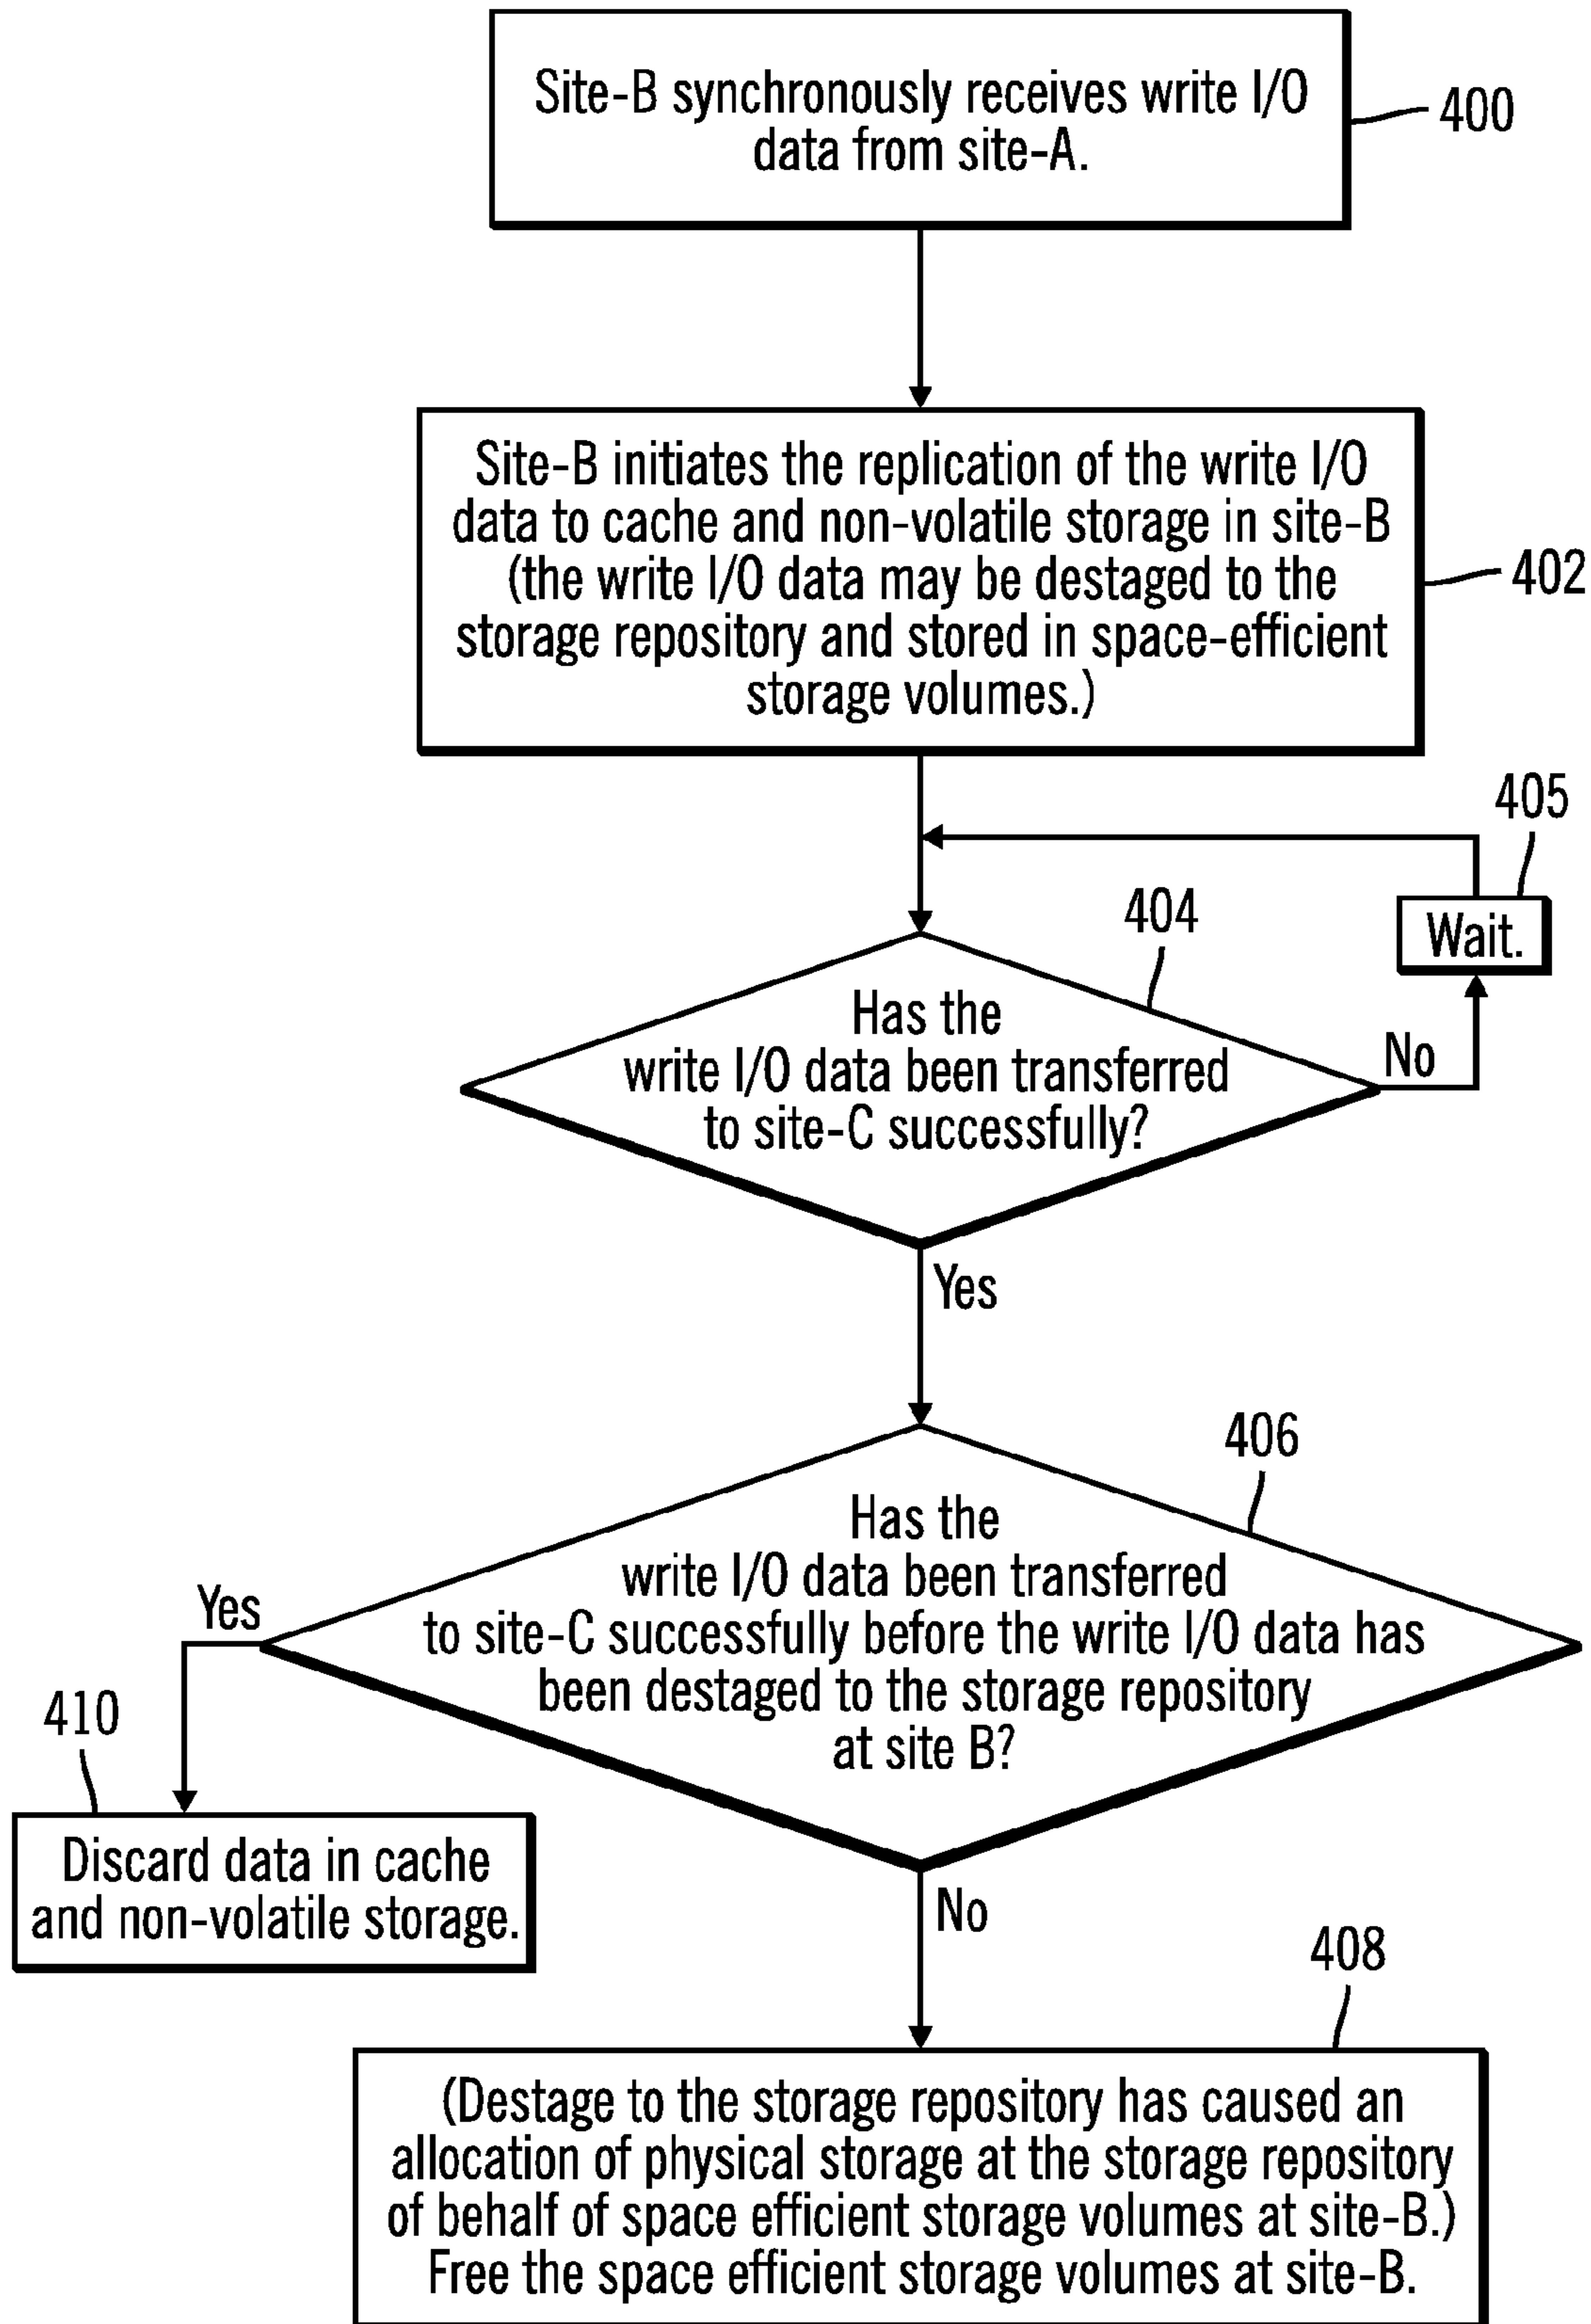 Site-B synchronously receives write I/O
data from site-A.
400
Site-B initiates the replication of the write I/O
data to cache and non-volatile storage in site-B
(the write I/O data may be destaged to the
storage repository and stored in space-efficient
storage volumes.)
402
405
Wait.
404
Has the
write I/O data been transferred
to site-C successfully?
No
Yes
406
Has the
write I/O data been transferred
to site-C successfully before the write I/O data has
been destaged to the storage repository
at site B?
Yes
410
Discard data in cache
and non-volatile storage.
No
408
(Destage to the storage repository has caused an
allocation of physical storage at the storage repository
of behalf of space efficient storage volumes at site-B.)
Free the space efficient storage volumes at site-B.